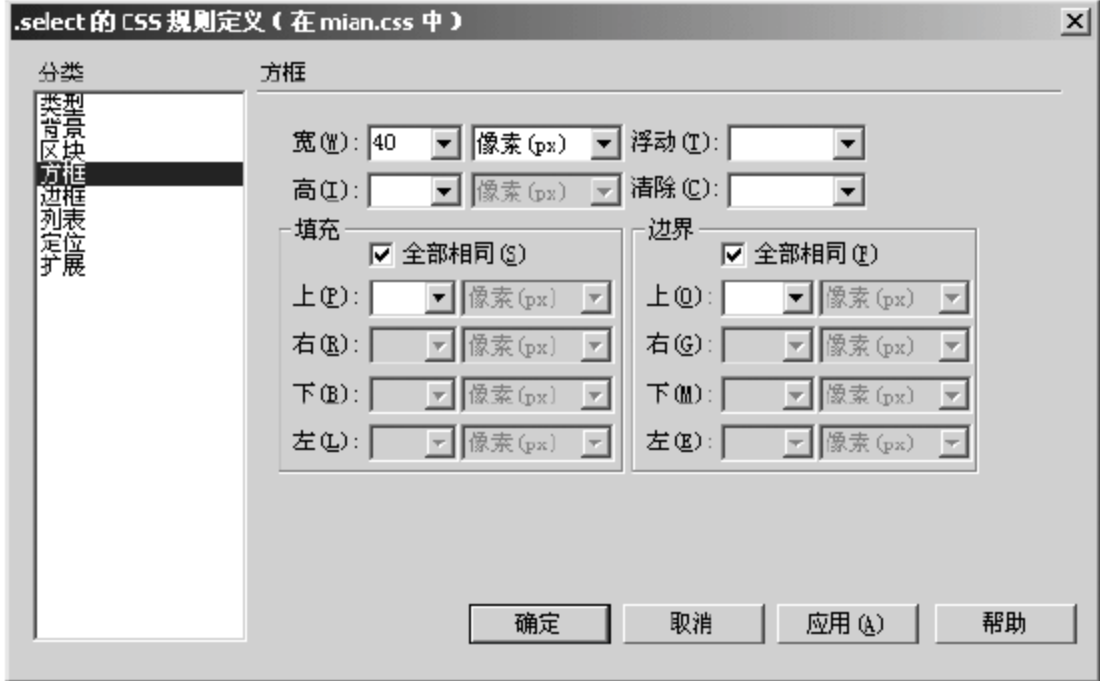 .select 的 CSS 规则定义（在 mian.css 中）
分类
类型
背景
区块
方框
边框
列表
定位
扩展
方框
宽(W): 40 像素(px) 浮动(T):
高(I): 像素(px) 清除(C):
填充
全部相同(S)
上(P): 像素(px)
右(R): 像素(px)
下(B): 像素(px)
左(L): 像素(px)
边界
全部相同(F)
上(O): 像素(px)
右(G): 像素(px)
下(M): 像素(px)
左(E): 像素(px)
确定 取消 应用(A) 帮助